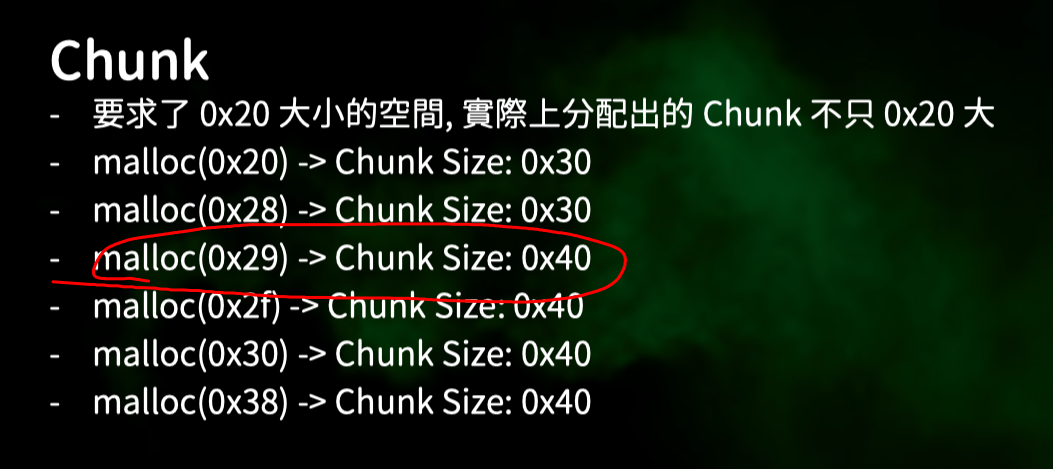 Chunk
- 要求了 0x20 大小的空間, 實際上分配出的 Chunk 不只 0x20 大
- malloc(0x20) -> Chunk Size: 0x30
- malloc(0x28) -> Chunk Size: 0x30
- malloc(0x29) -> Chunk Size: 0x40
- malloc(0x2f) -> Chunk Size: 0x40
- malloc(0x30) -> Chunk Size: 0x40
- malloc(0x38) -> Chunk Size: 0x40